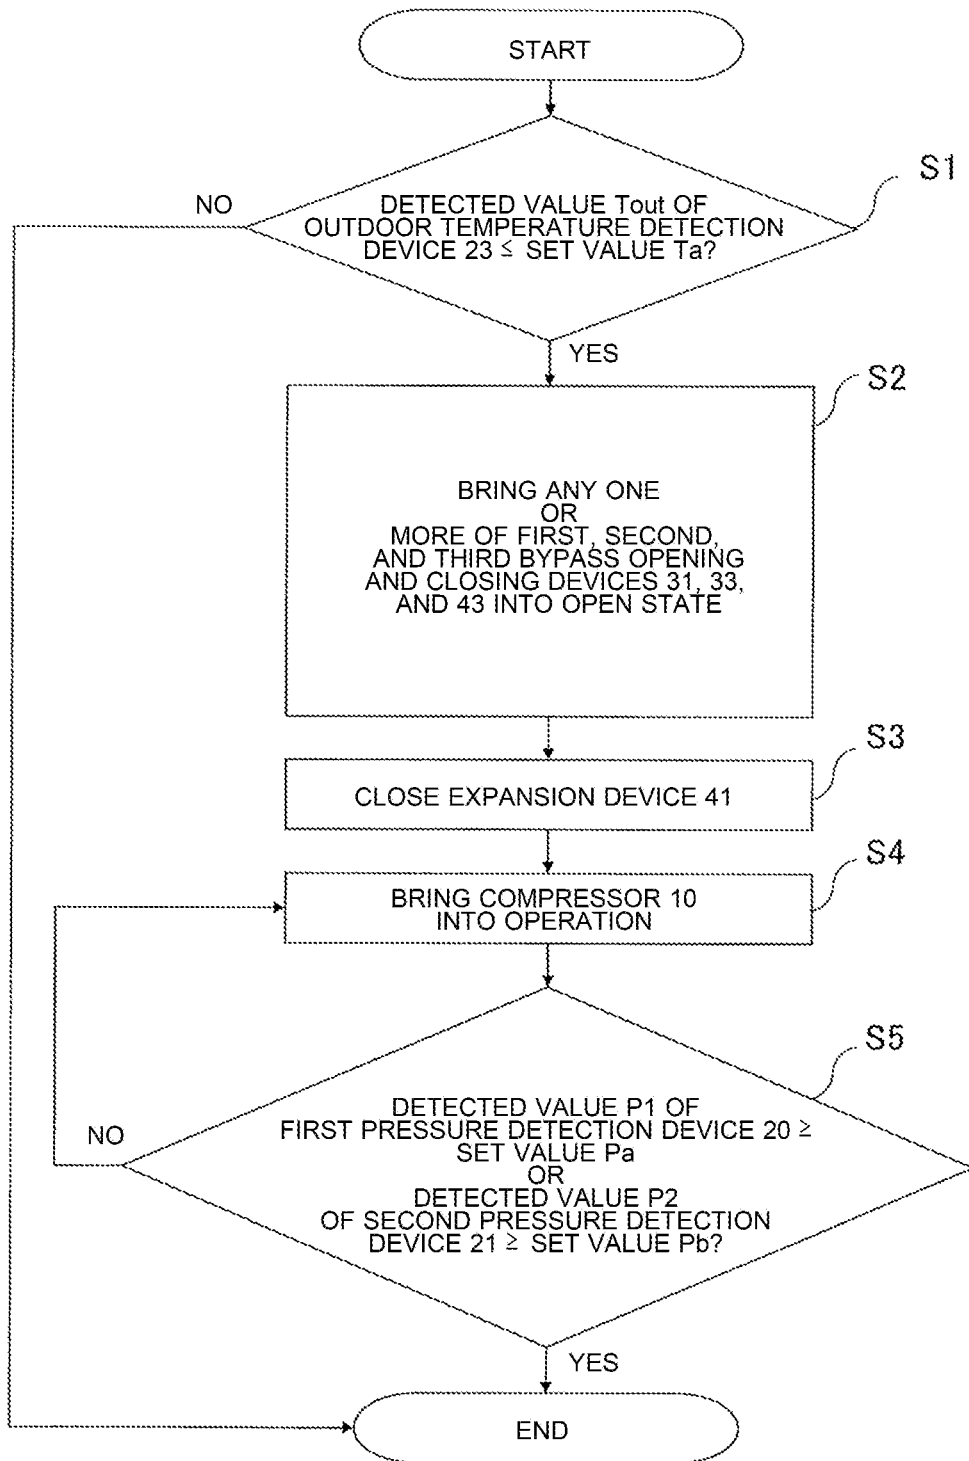 START
S1
NO
DETECTED VALUE Tout OF
OUTDOOR TEMPERATURE DETECTION
DEVICE 23 ≦ SET VALUE Ta?
YES
S2
BRING ANY ONE
OR
MORE OF FIRST, SECOND,
AND THIRD BYPASS OPENING
AND CLOSING DEVICES 31, 33,
AND 43 INTO OPEN STATE
S3
CLOSE EXPANSION DEVICE 41
S4
BRING COMPRESSOR 10
INTO OPERATION
S5
NO
DETECTED VALUE P1 OF
FIRST PRESSURE DETECTION DEVICE 20 ≧
SET VALUE Pa
OR
DETECTED VALUE P2
OF SECOND PRESSURE DETECTION
DEVICE 21 ≧ SET VALUE Pb?
YES
END